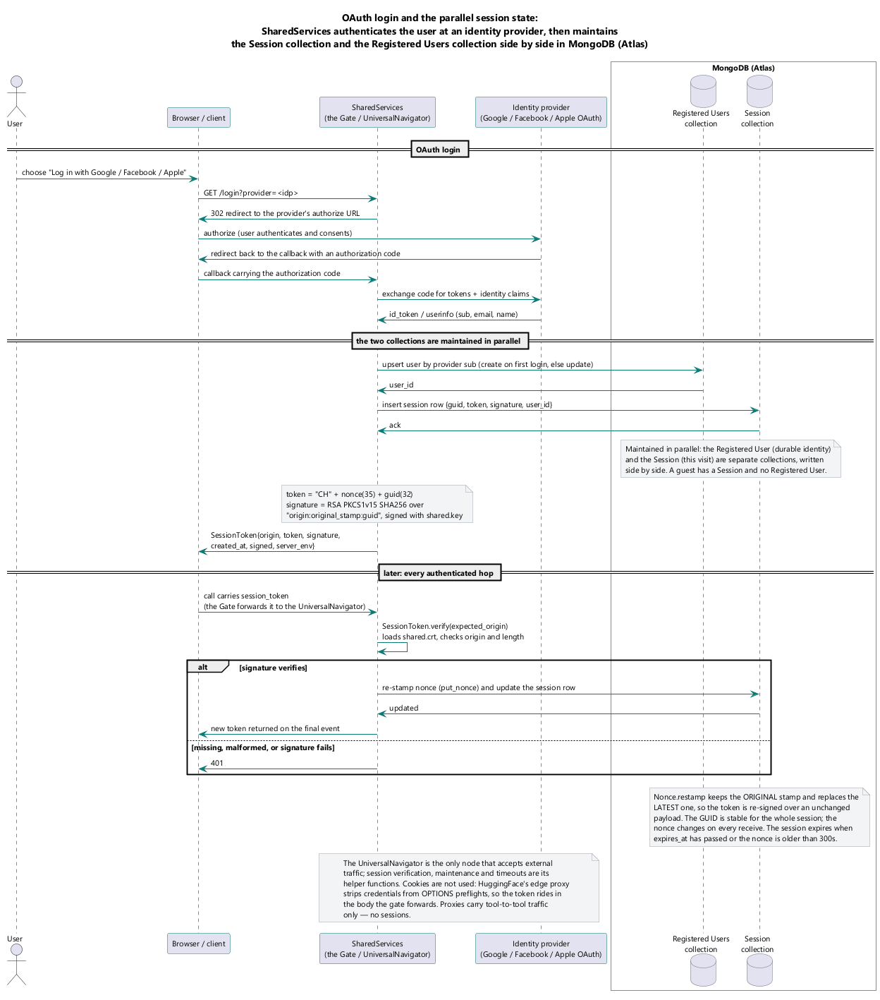 OAuth login and the parallel session state:
SharedServices authenticates the user at an identity provider, then maintains
the Session collection and the Registered Users collection side by side in MongoDB (Atlas)
MongoDB (Atlas)
User
Browser / client
SharedServices
(the Gate / UniversalNavigator)
Identity provider
(Google / Facebook / Apple OAuth)
Registered Users
collection
Session
collection
OAuth login
choose "Log in with Google / Facebook / Apple"
GET /login?provider=<idp>
302 redirect to the provider's authorize URL
authorize (user authenticates and consents)
redirect back to the callback with an authorization code
callback carrying the authorization code
exchange code for tokens + identity claims
id_token / userinfo (sub, email, name)
the two collections are maintained in parallel
upsert user by provider sub (create on first login, else update)
user_id
insert session row {guid, token, signature, user_id}
ack
Maintained in parallel: the Registered User (durable identity)
and the Session (this visit) are separate collections, written
side by side. A guest has a Session and no Registered User.
token = "CH" + nonce(35) + guid(32)
signature = RSA PKCS1v15 SHA256 over
"origin:original_stamp:guid", signed with shared.key
SessionToken{origin, token, signature,
created_at, signed, server_env}
later: every authenticated hop
call carries session_token
(the Gate forwards it to the UniversalNavigator)
SessionToken.verify(expected_origin)
loads shared.crt, checks origin and length
alt
[signature verifies]
re-stamp nonce (put_nonce) and update the session row
updated
new token returned on the final event
[missing, malformed, or signature fails]
401
Nonce.restamp keeps the ORIGINAL stamp and replaces the
LATEST one, so the token is re-signed over an unchanged
payload. The GUID is stable for the whole session; the
nonce changes on every receive. The session expires when
expires_at has passed or the nonce is older than 300s.
The UniversalNavigator is the only node that accepts external
traffic; session verification, maintenance and timeouts are its
helper functions. Cookies are not used: HuggingFace's edge proxy
strips credentials from OPTIONS preflights, so the token rides in
the body the gate forwards. Proxies carry tool-to-tool traffic
only — no sessions.
User
Browser / client
SharedServices
(the Gate / UniversalNavigator)
Identity provider
(Google / Facebook / Apple OAuth)
Registered Users
collection
Session
collection